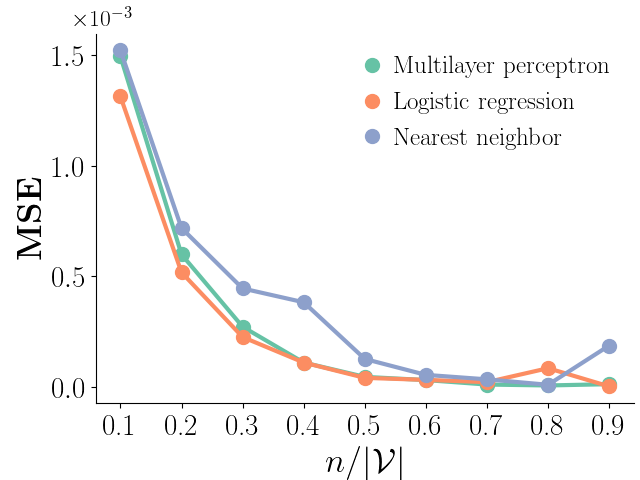 ×10⁻³
1.5
1.0
0.5
0.0
MSE
Multilayer perceptron
Logistic regression
Nearest neighbor
0.1 0.2 0.3 0.4 0.5 0.6 0.7 0.8 0.9
n/|𝒱|